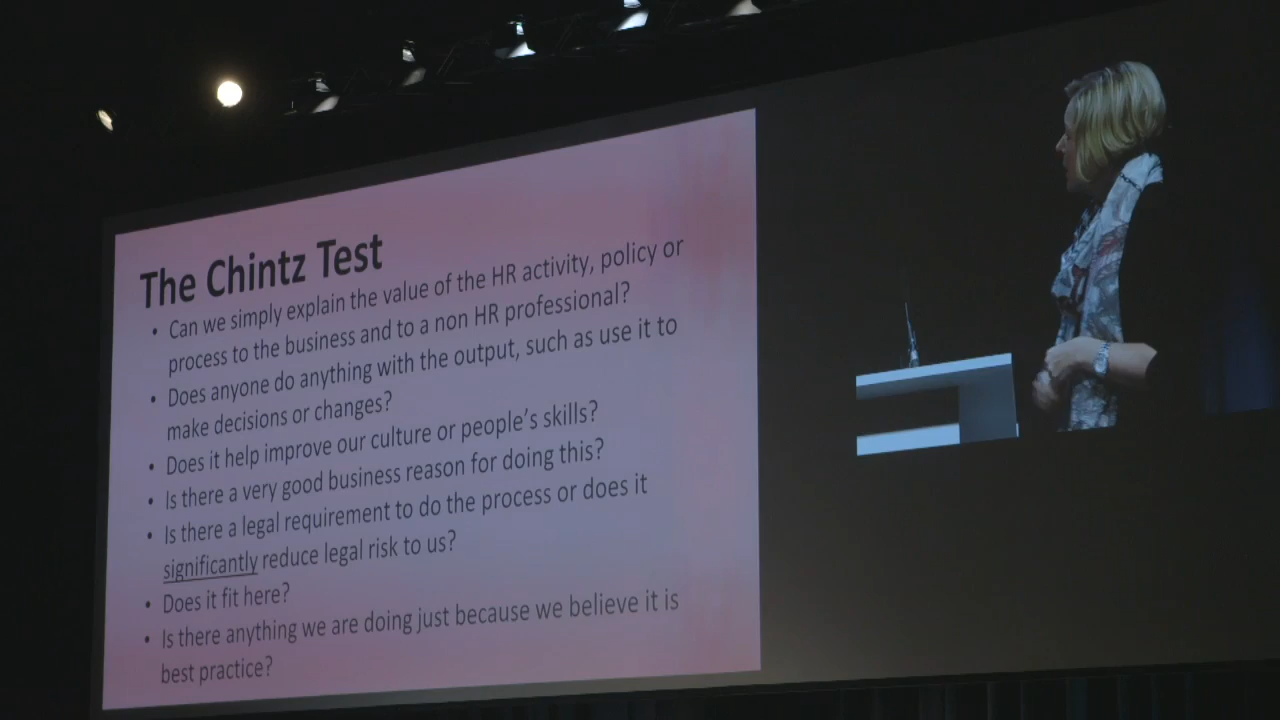 The Chintz Test
• Can we simply explain the value of the HR activity, policy or
process to the business and to a non HR professional?
• Does anyone do anything with the output, such as use it to
make decisions or changes?
• Does it help improve our culture or people's skills?
• Is there a very good business reason for doing this?
• Is there a legal requirement to do the process or does it
significantly reduce legal risk to us?
• Does it fit here?
• Is there anything we are doing just because we believe it is
best practice?